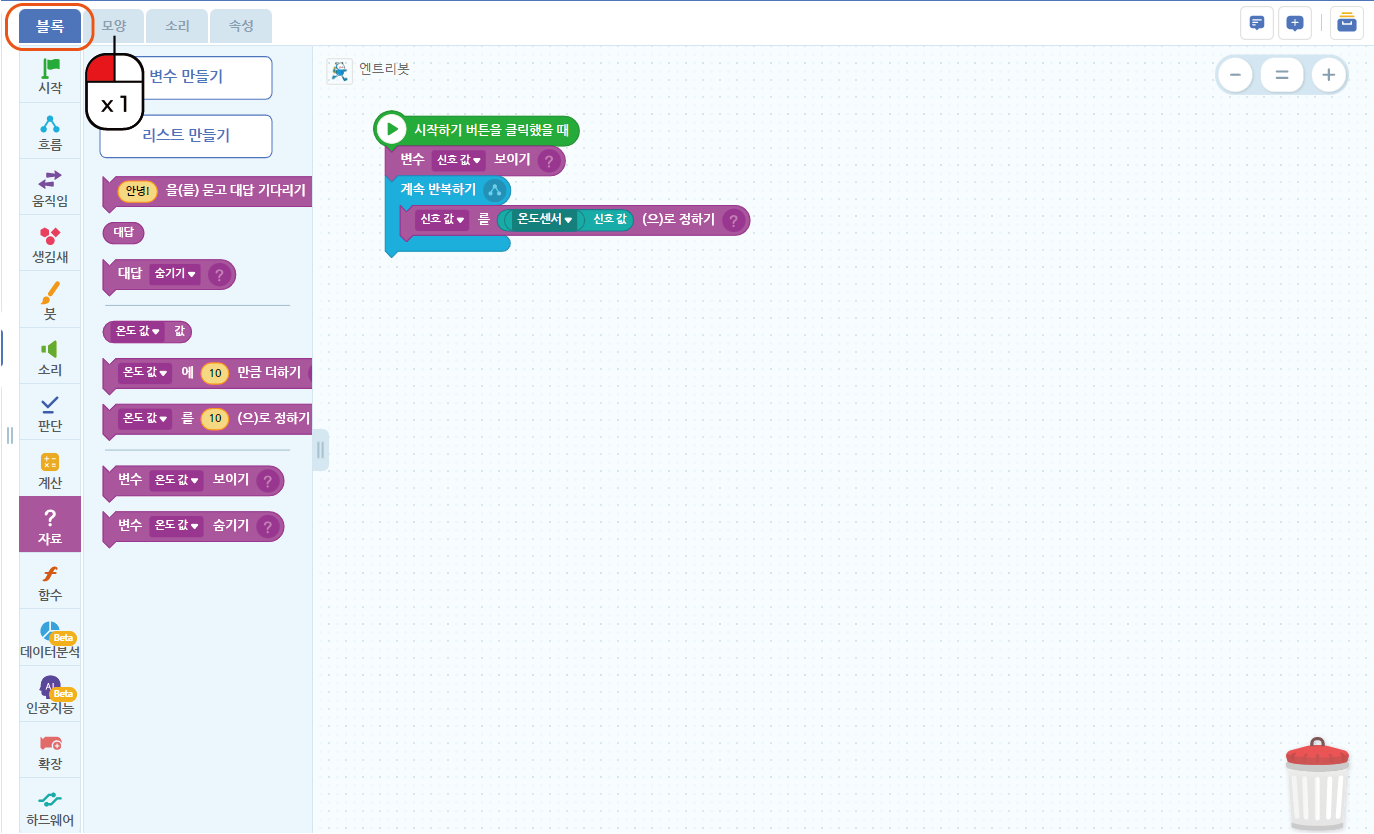 블록
모양
소리
속성
시작
흐름
움직임
생김새
붓
소리
판단
계산
?
자료
함수
Beta
데이터분석
AI
Beta
인공지능
확장
하드웨어
x 1
변수 만들기
리스트 만들기
안녕! 을(를) 묻고 대답 기다리기
대답
대답 숨기기 ?
온도 값 값
온도 값 에 10 만큼 더하기
온도 값 를 10 (으)로 정하기
변수 온도 값 보이기 ?
변수 온도 값 숨기기 ?
엔트리봇
시작하기 버튼을 클릭했을 때
변수 신호 값 보이기 ?
계속 반복하기
신호 값 를 온도센서 신호 값 (으)로 정하기 ?